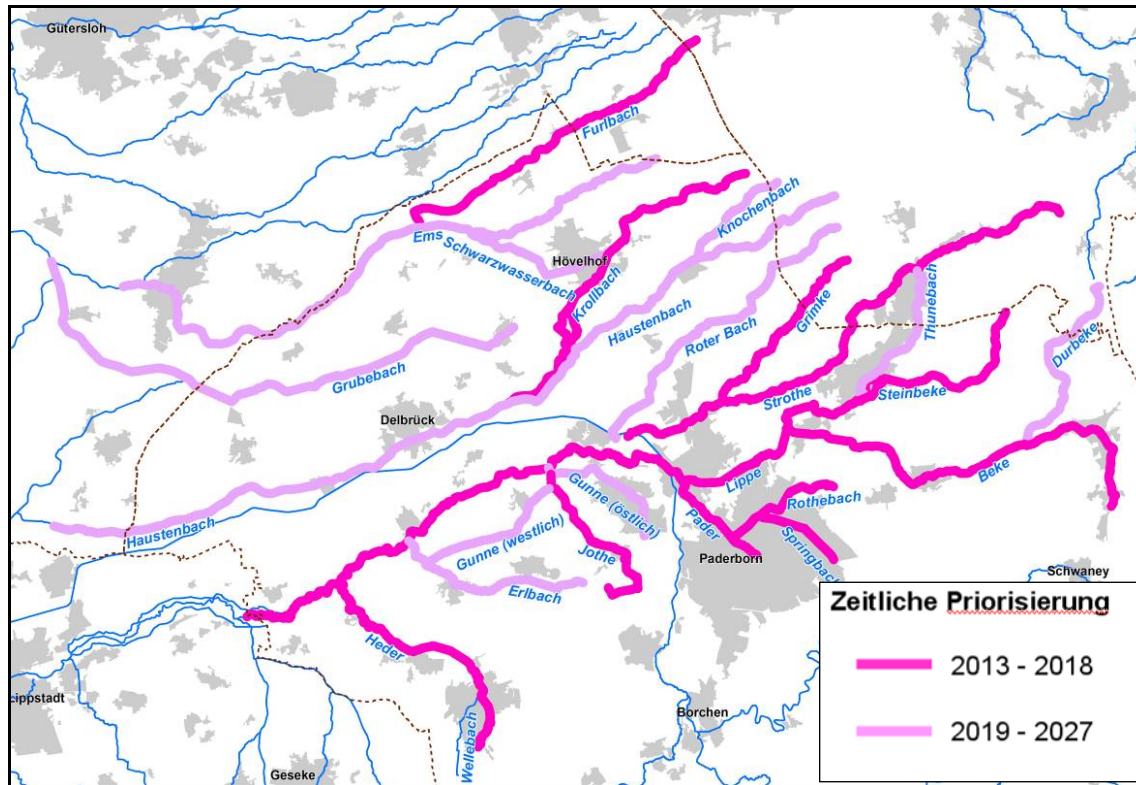 Gütersloh
Furlbach
Knochenbach
Ems
Schwarzwasserbach
Hövelhof
Krollbach
Haustenbach
Roter Bach
Grimke
Thunebach
Durbeke
Grubebach
Strothe
Steinbeke
Delbrück
Lippe
Beke
Gunne (östlich)
Rothebach
Haustenbach
Gunne (westlich)
Pader
Jothe
Paderborn
Springbach
Erlbach
Schwaney
Heder
Zeitliche Priorisierung
2013 - 2018
2019 - 2027
Lippstadt
Borchen
Wellebach
Geseke